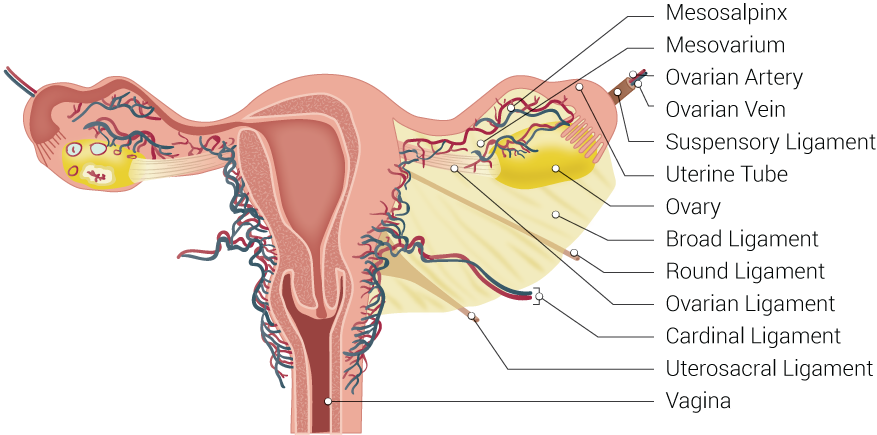 Mesosalpinx
Mesovarium
Ovarian Artery
Ovarian Vein
Suspensory Ligament
Uterine Tube
Ovary
Broad Ligament
Round Ligament
Ovarian Ligament
Cardinal Ligament
Uterosacral Ligament
Vagina